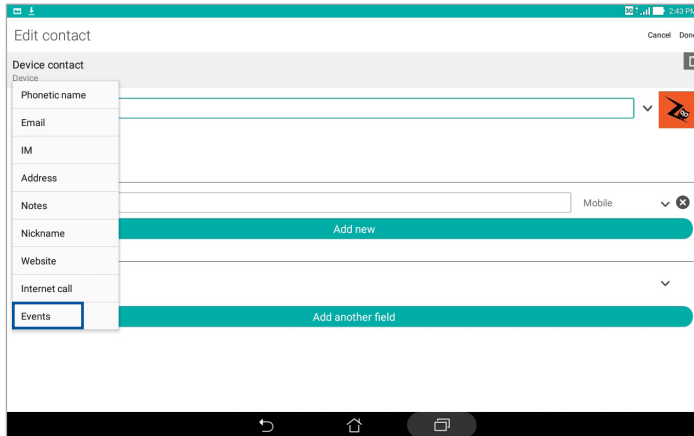 3G 2:43 PM
Edit contact
Cancel Done
Device contact
Device
Phonetic name
Email
IM
Address
Notes
Mobile
Nickname
Add new
Website
Internet call
Events
Add another field